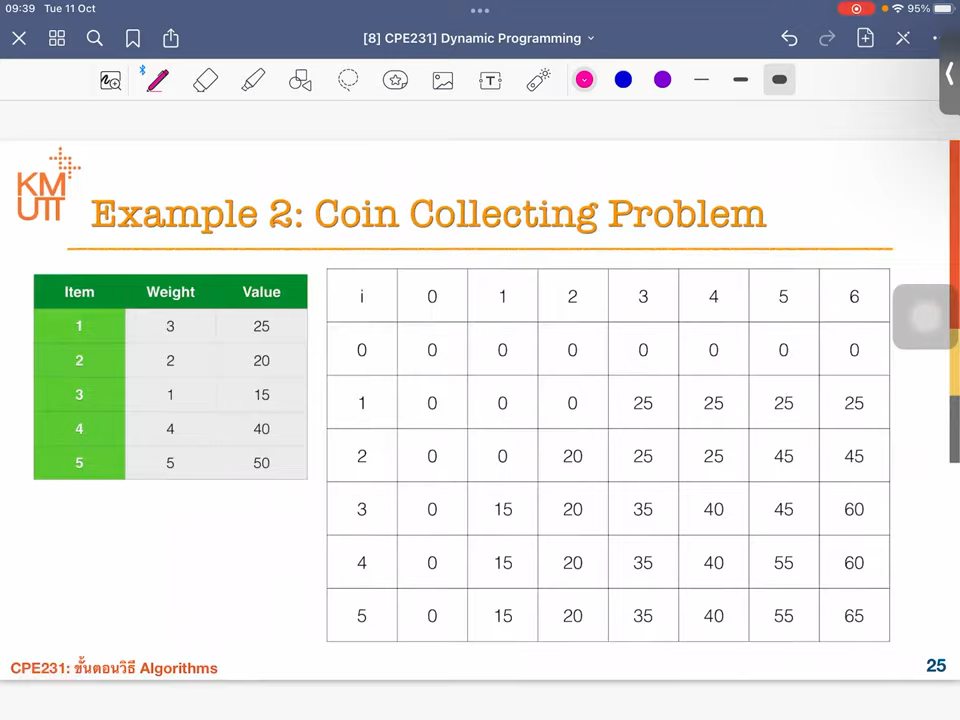 09:39 Tue 11 Oct
95%
[8] CPE231] Dynamic Programming
T
KM
UTT
Example 2: Coin Collecting Problem
Item Weight Value
1 3 25
2 2 20
3 1 15
4 4 40
5 5 50
i 0 1 2 3 4 5 6
0 0 0 0 0 0 0 0
1 0 0 0 25 25 25 25
2 0 0 20 25 25 45 45
3 0 15 20 35 40 45 60
4 0 15 20 35 40 55 60
5 0 15 20 35 40 55 65
CPE231: ขั้นตอนวิธี Algorithms
25